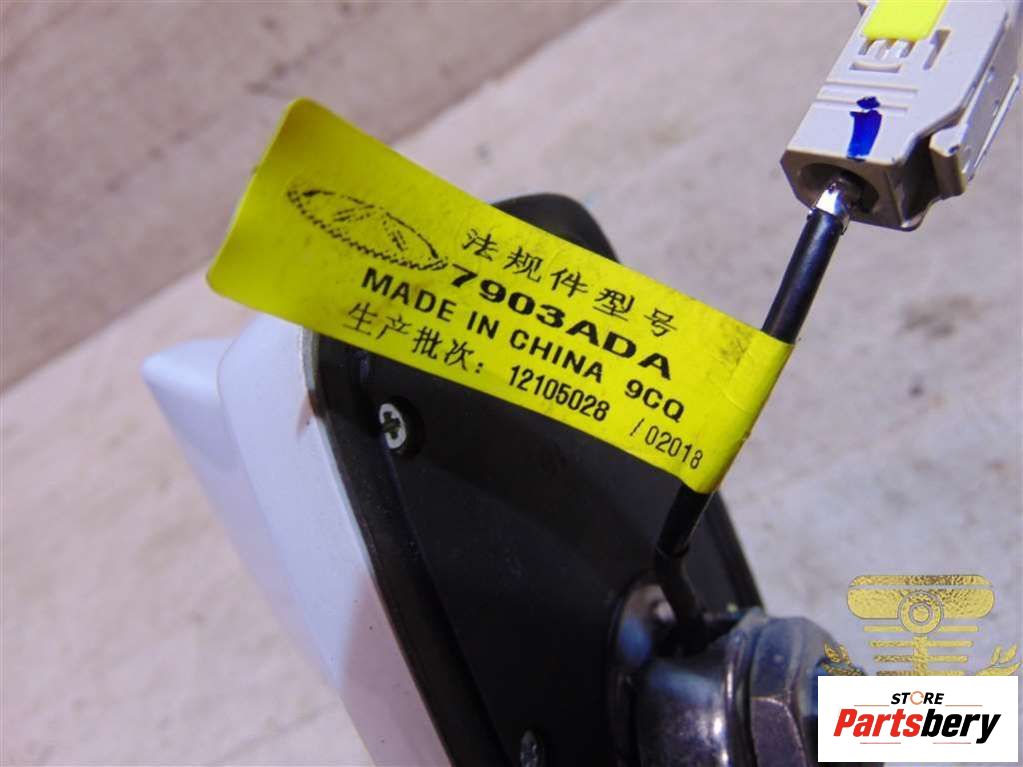 法规件型号
7903ADA
MADE IN CHINA 9CQ
生产批次: 12105028 /02018
STORE
Partsbery